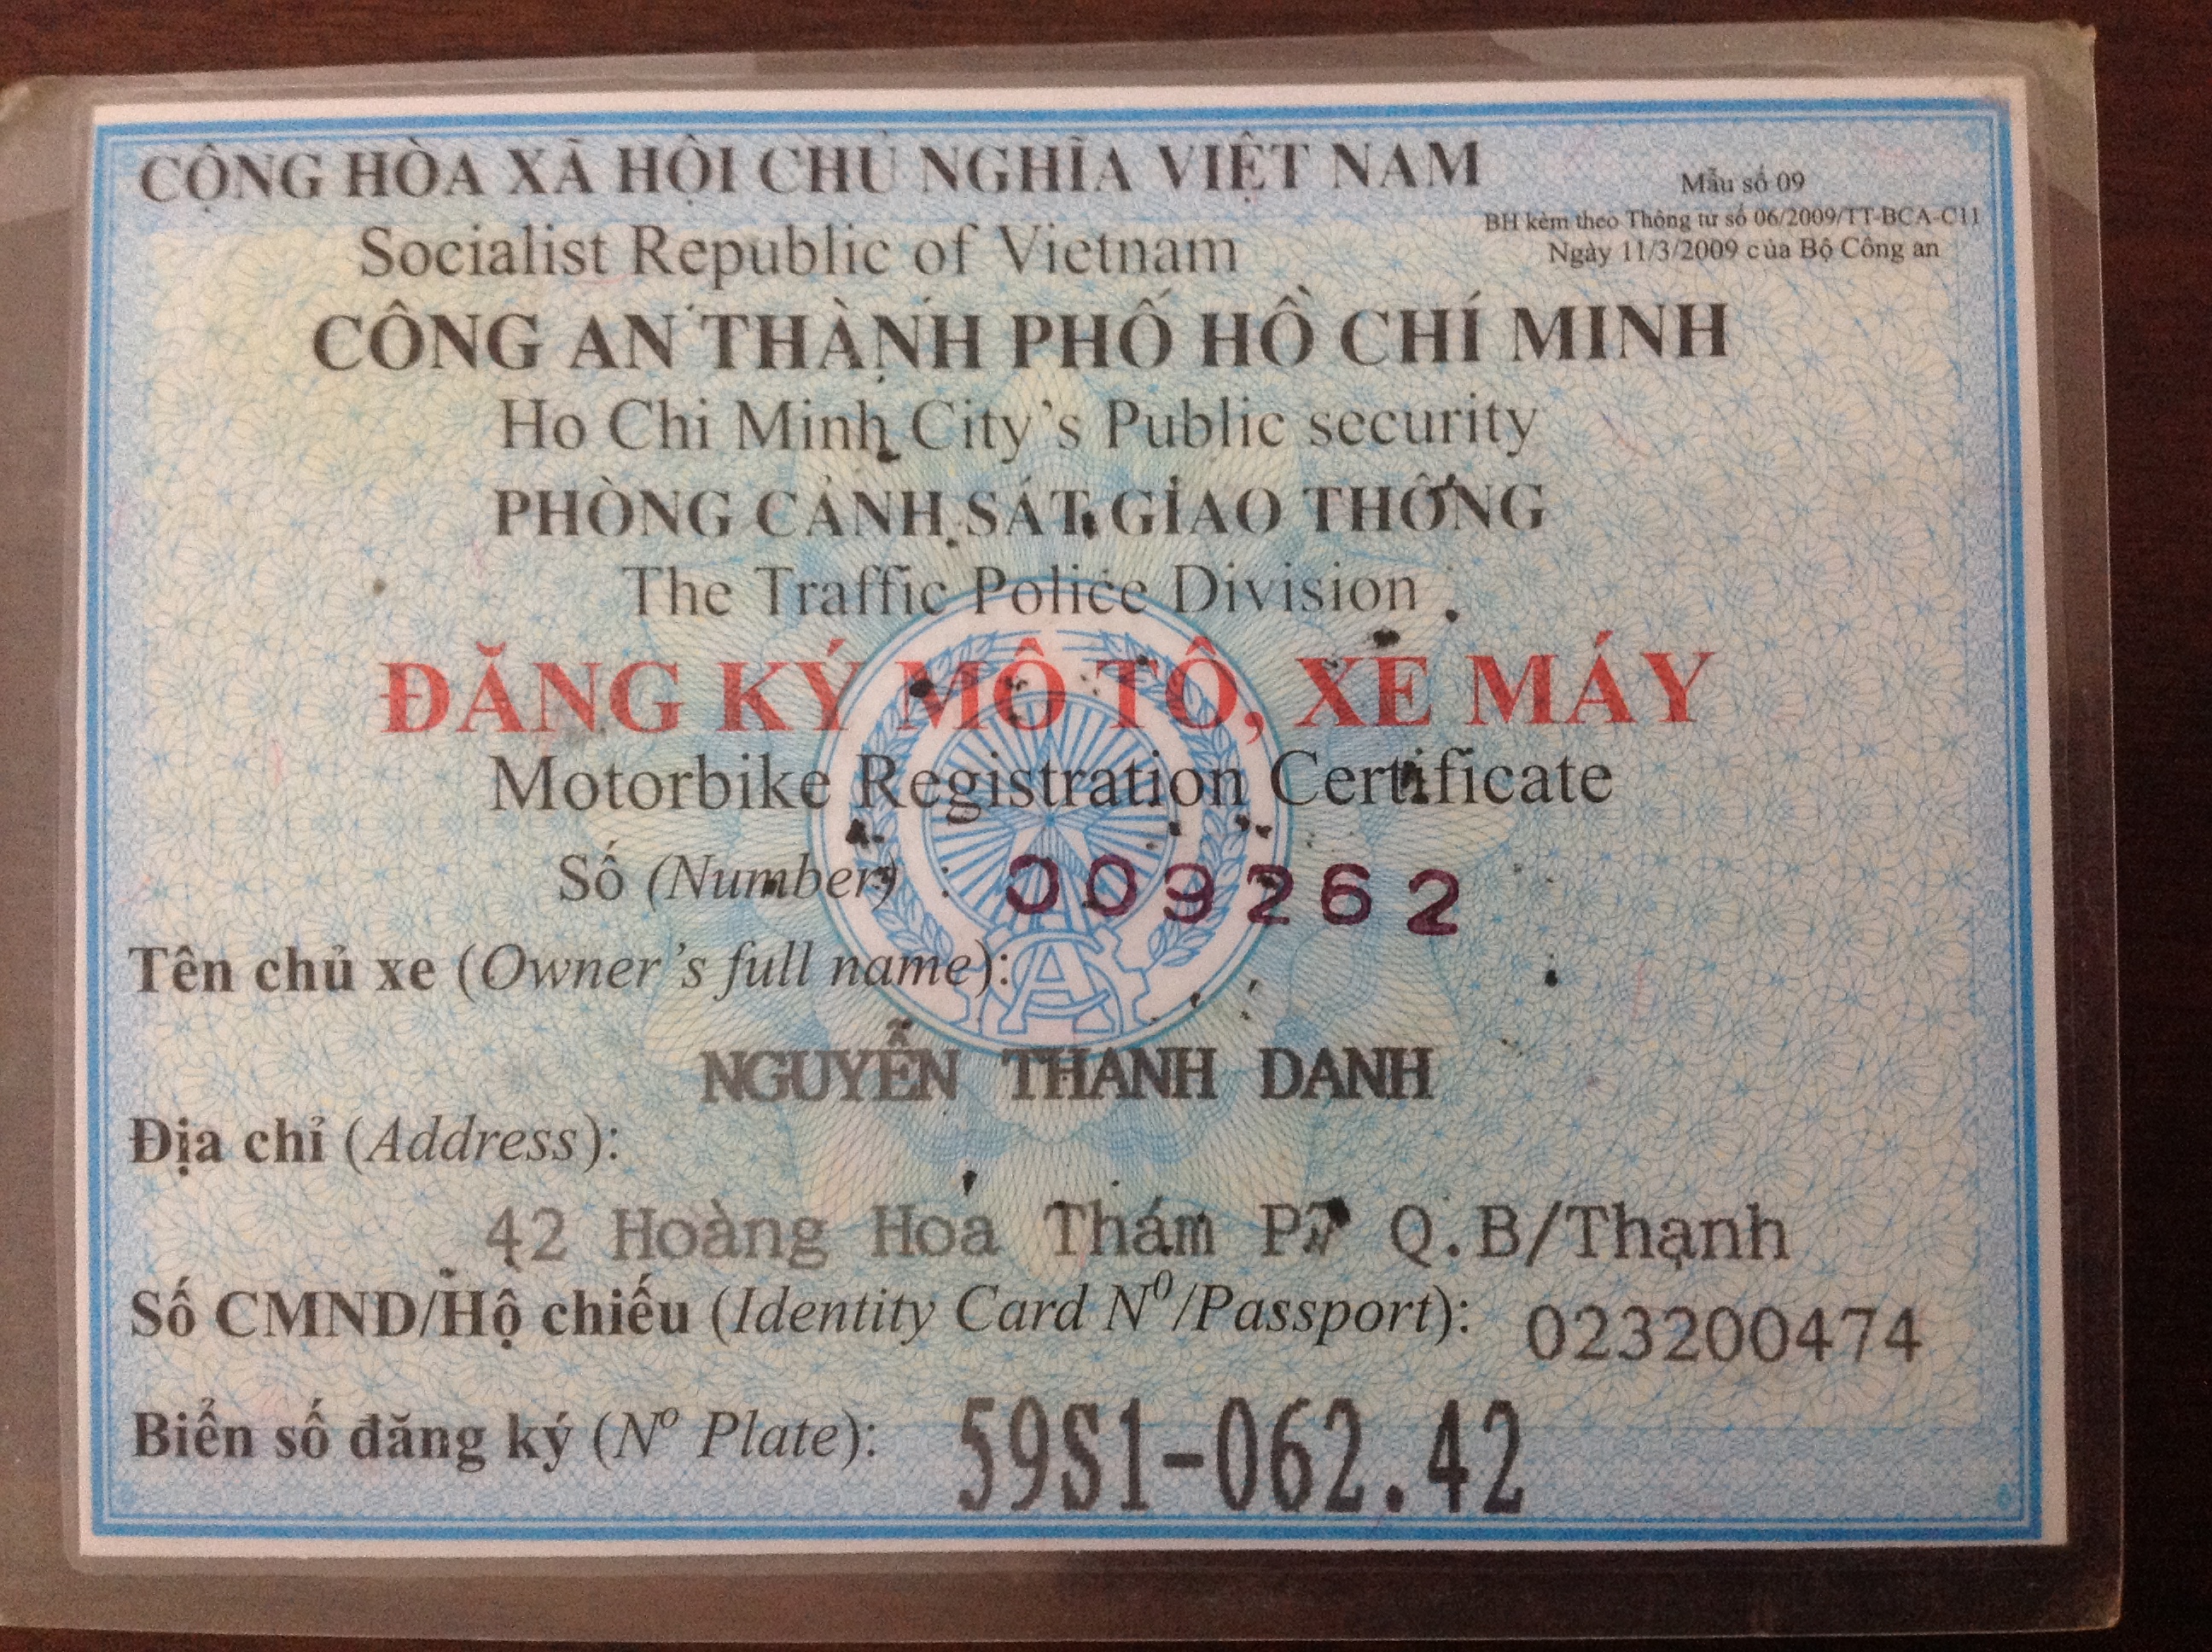 CỘNG HÒA XÃ HỘI CHỦ NGHĨA VIỆT NAM
Mẫu số 09
BH kèm theo Thông tư số 06/2009/TT-BCA-C11
Ngày 11/3/2009 của Bộ Công an
Socialist Republic of Vietnam
CÔNG AN THÀNH PHỐ HỒ CHÍ MINH
Ho Chi Minh City's Public security
PHÒNG CẢNH SÁT GIAO THÔNG
The Traffic Police Division
ĐĂNG KÝ MÔ TÔ, XE MÁY
Motorbike Registration Certificate
Số (Number) : 009262
Tên chủ xe (Owner's full name):
NGUYỄN THANH DANH
Địa chỉ (Address):
42 Hoàng Hoa Thám P7 Q.B/Thạnh
Số CMND/Hộ chiếu (Identity Card Nº/Passport): 023200474
Biển số đăng ký (Nº Plate): 59S1-062.42